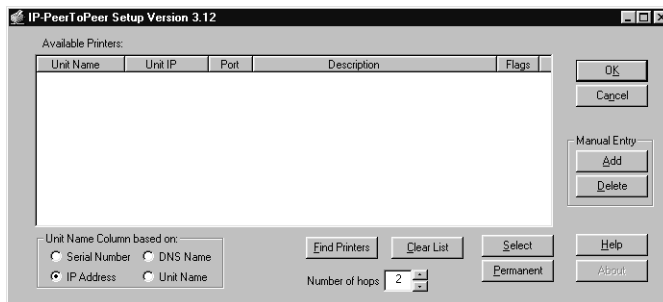 IP-PeerToPeer Setup Version 3.12
Available Printers:
Unit Name Unit IP Port Description Flags
OK
Cancel
Manual Entry
Add
Delete
Unit Name Column based on:
Serial Number DNS Name
IP Address Unit Name
Find Printers Clear List Select Help
Number of hops 2 Permanent About